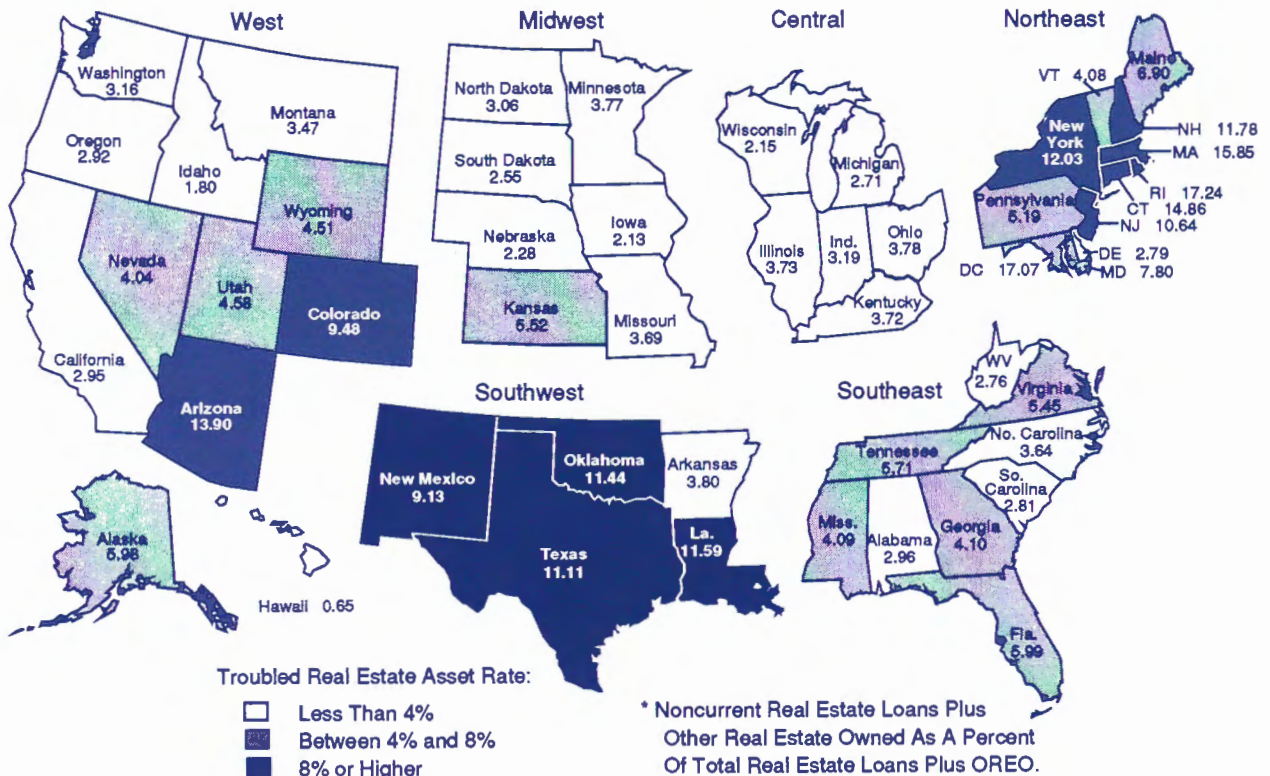 West
Midwest
Central
Northeast
Washington
3.16
Montana
3.47
Oregon
2.92
Idaho
1.80
Wyoming
4.51
Nevada
4.04
Utah
4.58
Colorado
9.48
California
2.95
Arizona
13.90
Alaska
5.98
Hawaii 0.65
North Dakota
3.06
Minnesota
3.77
South Dakota
2.55
Nebraska
2.28
Iowa
2.13
Kansas
5.52
Missouri
3.69
Wisconsin
2.15
Michigan
2.71
Illinois
3.73
Ind.
3.19
Ohio
3.78
Kentucky
3.72
Maine
6.90
VT 4.08
New
York
12.03
NH 11.78
MA 15.85
RI 17.24
CT 14.86
NJ 10.64
Pennsylvania
5.19
DE 2.79
MD 7.80
DC 17.07
Southwest
New Mexico
9.13
Oklahoma
11.44
Arkansas
3.80
Texas
11.11
La.
11.59
Southeast
WV
2.76
Virginia
5.45
No. Carolina
3.64
Tennessee
5.71
So.
Carolina
2.81
Miss.
4.09
Alabama
2.96
Georgia
4.10
Fla.
5.99
Troubled Real Estate Asset Rate:
Less Than 4%
Between 4% and 8%
8% or Higher
* Noncurrent Real Estate Loans Plus
Other Real Estate Owned As A Percent
Of Total Real Estate Loans Plus OREO.